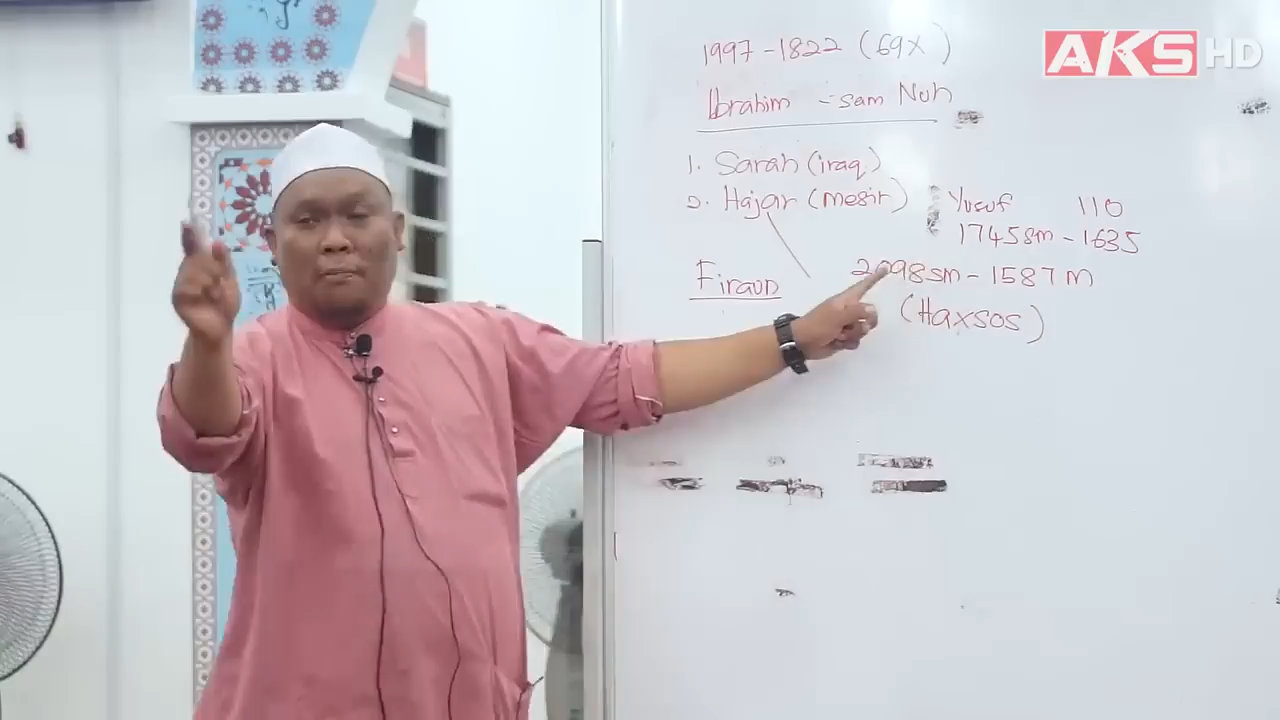 AKS HD
1997 - 1822 (69X)
Ibrahim - sam Nuh
1. Sarah (iraq)
2. Hajar (mesir)
Yusuf 110
1745sm - 1635
Firaun
2098sm - 1587 m
(Haxsos)